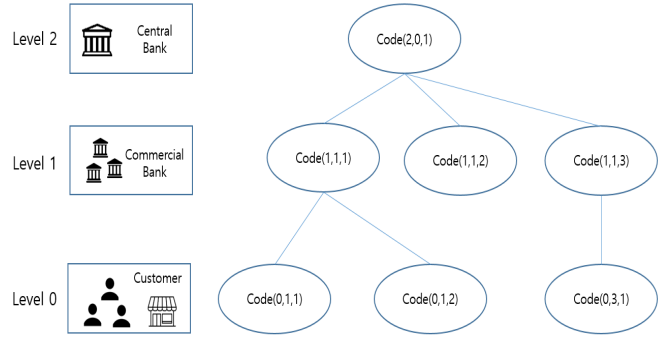 Level 2
Central
Bank
Code(2,0,1)
Level 1
Commercial
Bank
Code(1,1,1)
Code(1,1,2)
Code(1,1,3)
Level 0
Customer
Code(0,1,1)
Code(0,1,2)
Code(0,3,1)